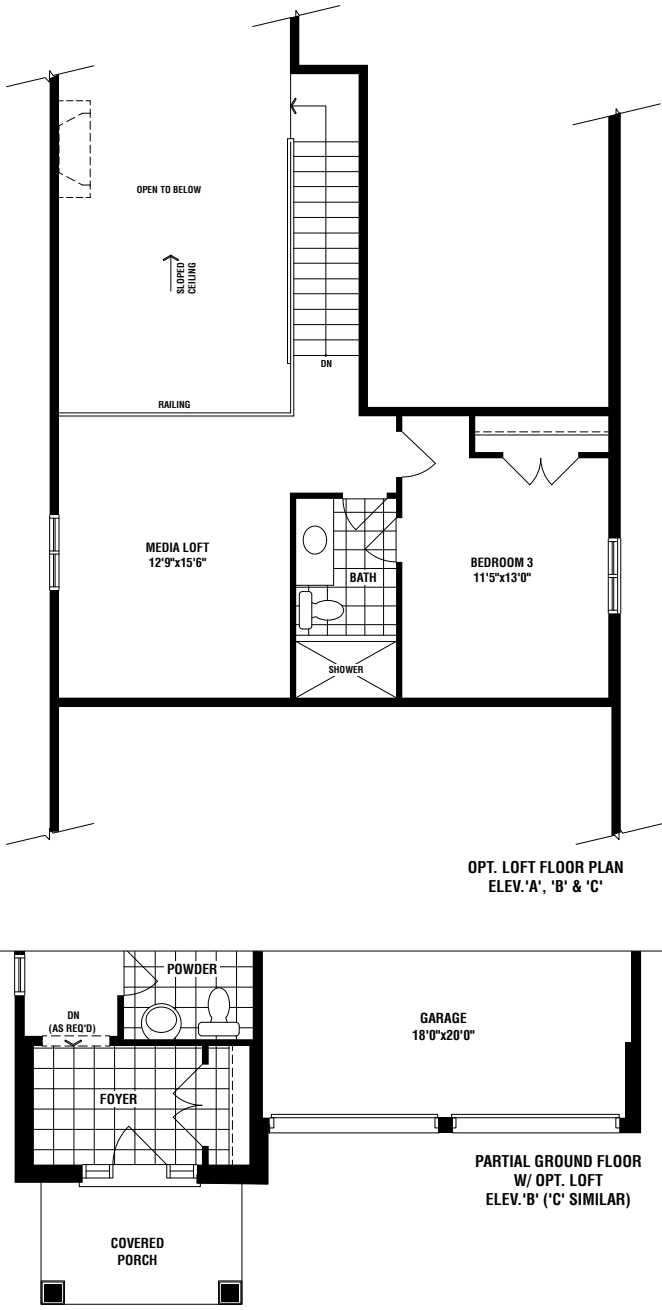 OPEN TO BELOW
SLOPED
CEILING
DN
RAILING
MEDIA LOFT
12'9"x15'6"
BATH
BEDROOM 3
11'5"x13'0"
SHOWER
OPT. LOFT FLOOR PLAN
ELEV.'A', 'B' & 'C'
POWDER
DN
(AS REQ'D)
GARAGE
18'0"x20'0"
FOYER
PARTIAL GROUND FLOOR
W/ OPT. LOFT
ELEV.'B' ('C' SIMILAR)
COVERED
PORCH